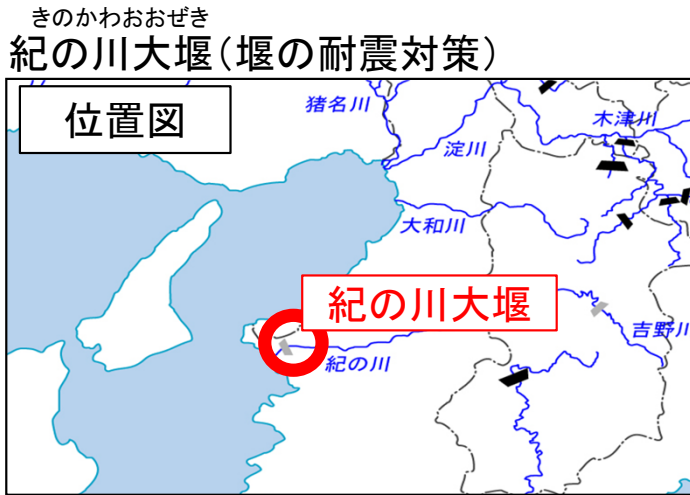 きのかわおおぜき
紀の川大堰(堰の耐震対策)
位置図
猪名川
木津川
淀川
大和川
紀の川大堰
吉野川
紀の川